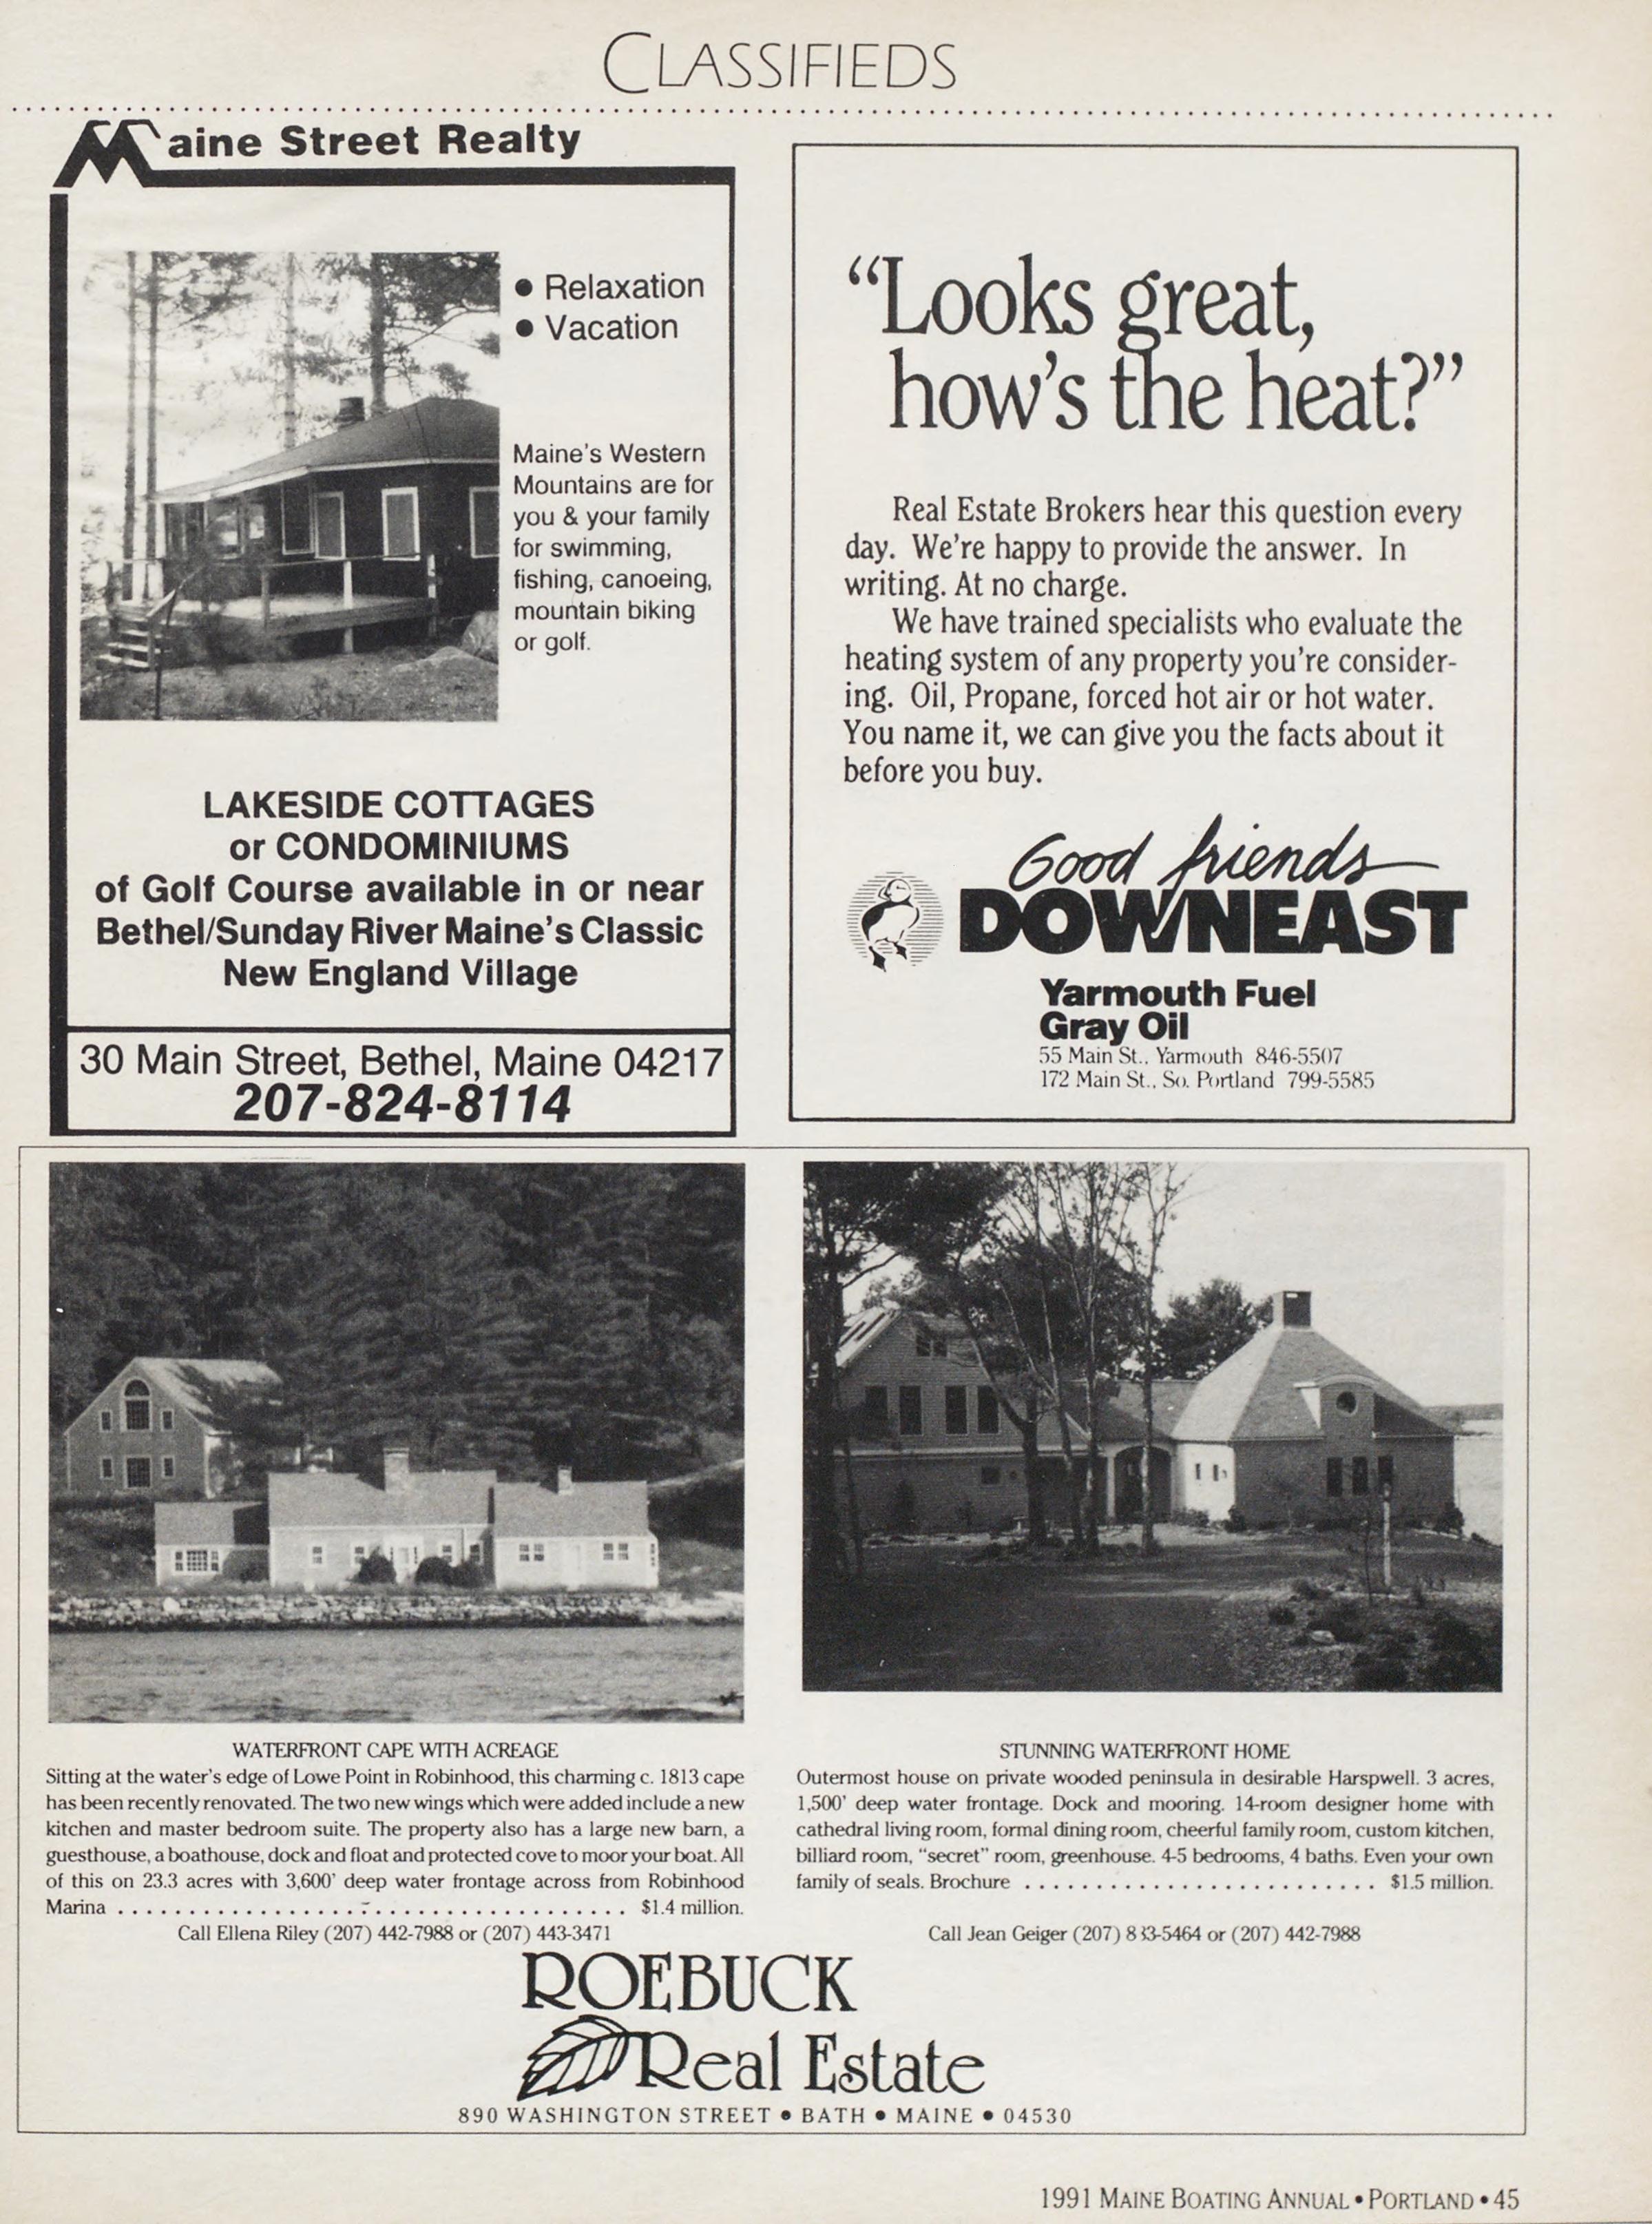 CLASSIFIEDS
Maine Street Realty
• Relaxation
• Vacation
Maine's Western
Mountains are for
you & your family
for swimming,
fishing, canoeing,
mountain biking
or golf.
LAKESIDE COTTAGES
or CONDOMINIUMS
of Golf Course available in or near
Bethel/Sunday River Maine's Classic
New England Village
30 Main Street, Bethel, Maine 04217
207-824-8114
“Looks great,
how's the heat?”
Real Estate Brokers hear this question every
day. We're happy to provide the answer. In
writing. At no charge.
We have trained specialists who evaluate the
heating system of any property you're consider-
ing. Oil, Propane, forced hot air or hot water.
You name it, we can give you the facts about it
before you buy.
Good friends
DOWNEAST
Yarmouth Fuel
Gray Oil
55 Main St., Yarmouth 846-5507
172 Main St., So. Portland 799-5585
WATERFRONT CAPE WITH ACREAGE
Sitting at the water's edge of Lowe Point in Robinhood, this charming c. 1813 cape
has been recently renovated. The two new wings which were added include a new
kitchen and master bedroom suite. The property also has a large new barn, a
guesthouse, a boathouse, dock and float and protected cove to moor your boat. All
of this on 23.3 acres with 3,600' deep water frontage across from Robinhood
Marina . . . . . . . . . . . . . . . . . . . . . . . . . . . . . . . . . . . . $1.4 million.
Call Ellena Riley (207) 442-7988 or (207) 443-3471
STUNNING WATERFRONT HOME
Outermost house on private wooded peninsula in desirable Harspwell. 3 acres,
1,500' deep water frontage. Dock and mooring. 14-room designer home with
cathedral living room, formal dining room, cheerful family room, custom kitchen,
billiard room, “secret” room, greenhouse. 4-5 bedrooms, 4 baths. Even your own
family of seals. Brochure . . . . . . . . . . . . . . . . . . . . . . . . . $1.5 million.
Call Jean Geiger (207) 833-5464 or (207) 442-7988
ROEBUCK
Real Estate
890 WASHINGTON STREET • BATH • MAINE • 04530
1991 MAINE BOATING ANNUAL • PORTLAND • 45